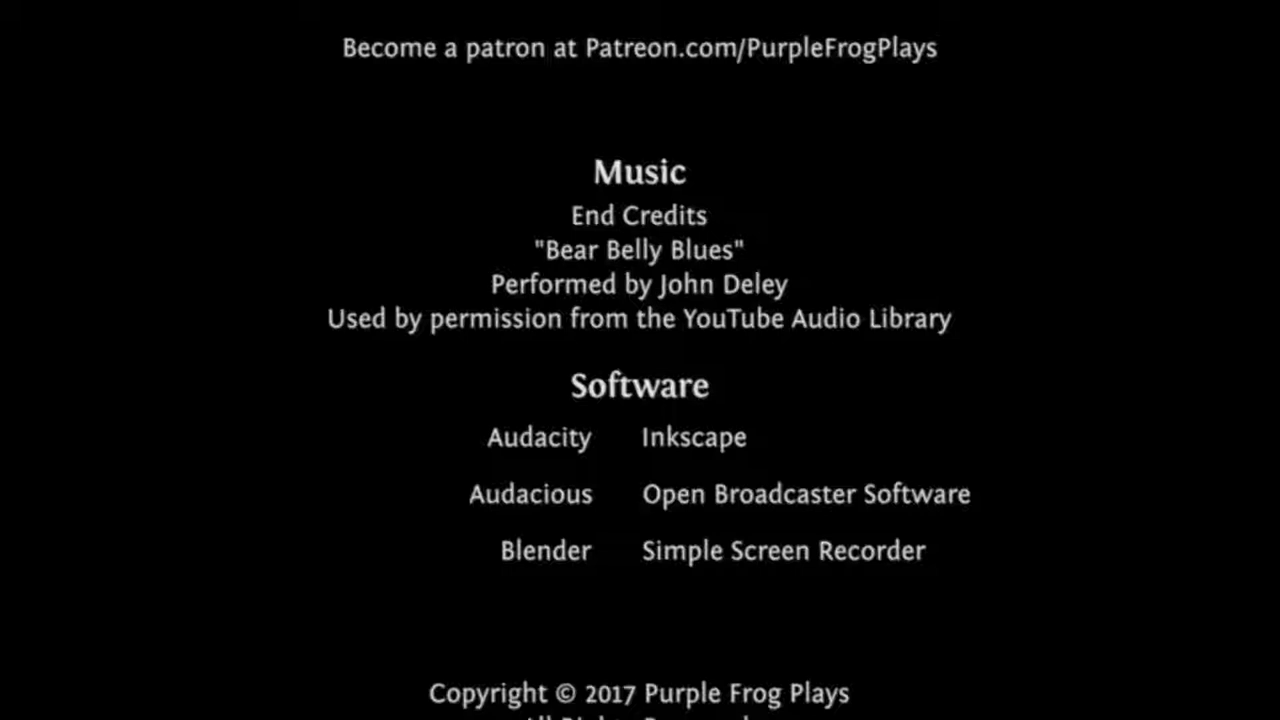 Become a patron at Patreon.com/PurpleFrogPlays
Music
End Credits
"Bear Belly Blues"
Performed by John Deley
Used by permission from the YouTube Audio Library
Software
Audacity Inkscape
Audacious Open Broadcaster Software
Blender Simple Screen Recorder
Copyright © 2017 Purple Frog Plays